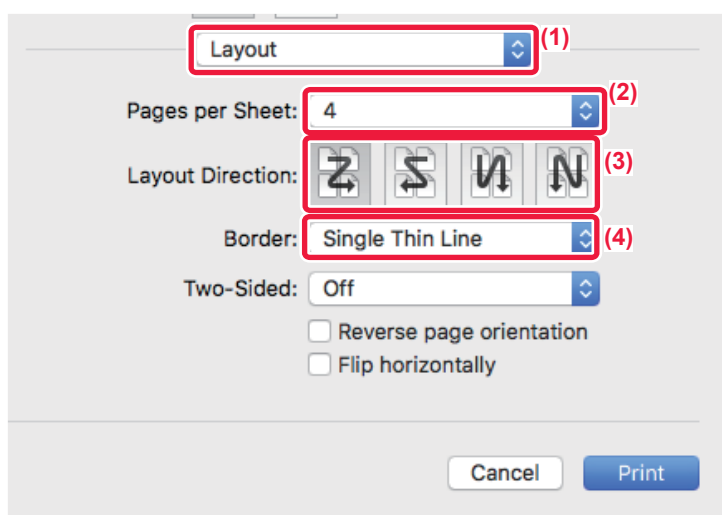 Layout (1)
Pages per Sheet: 4 (2)
Layout Direction: (3)
Border: Single Thin Line (4)
Two-Sided: Off
Reverse page orientation
Flip horizontally
Cancel Print